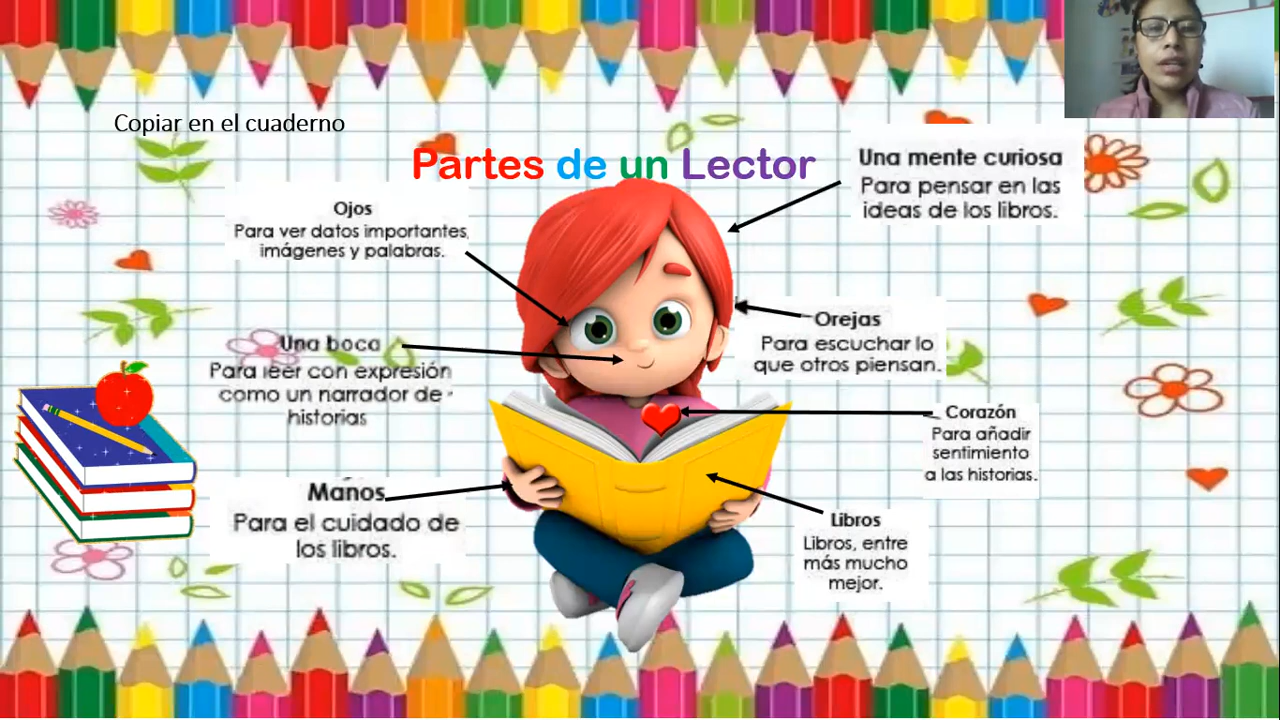 Copiar en el cuaderno
Partes de un Lector
Ojos
Para ver datos importantes,
imágenes y palabras.
Una boca
Para leer con expresión
como un narrador de
historias
Manos
Para el cuidado de
los libros.
Una mente curiosa
Para pensar en las
ideas de los libros.
Orejas
Para escuchar lo
que otros piensan.
Corazón
Para añadir
sentimiento
a las historias.
Libros
Libros, entre
más mucho
mejor.